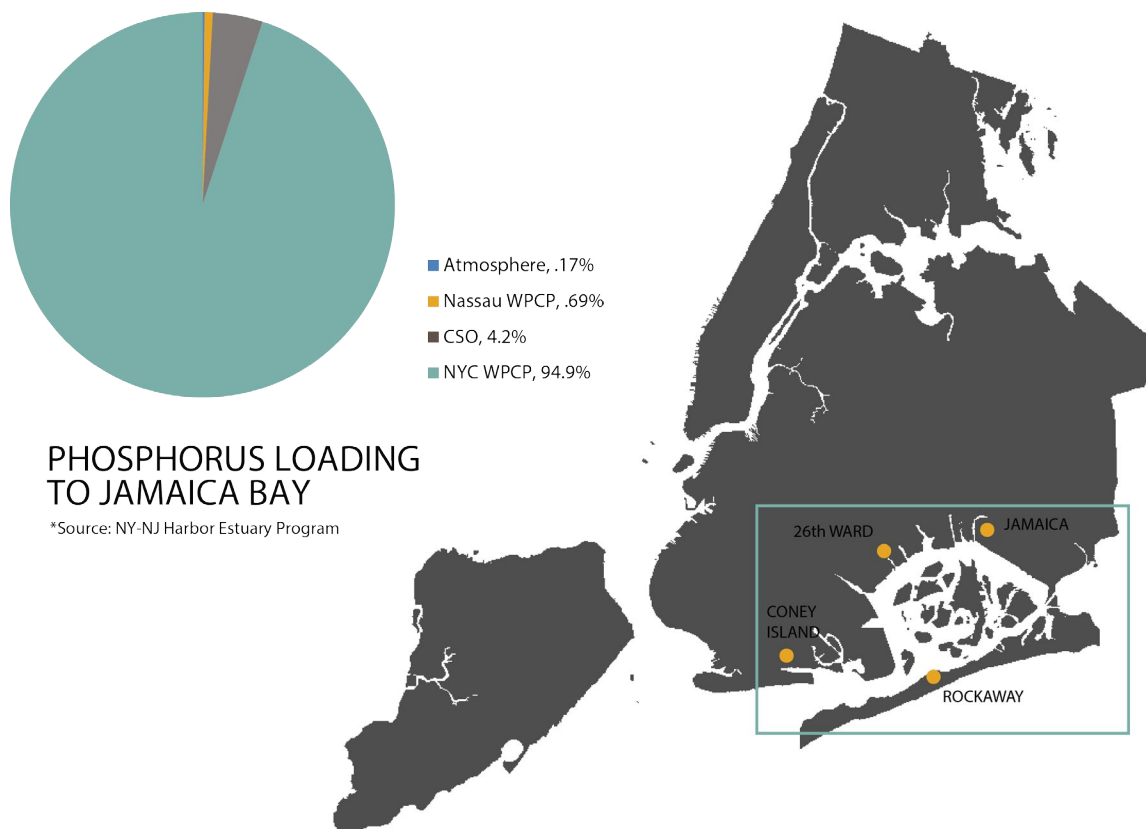 Atmosphere, .17%
Nassau WPCP, .69%
CSO, 4.2%
NYC WPCP, 94.9%
PHOSPHORUS LOADING
TO JAMAICA BAY
*Source: NY-NJ Harbor Estuary Program
JAMAICA
26th WARD
CONEY
ISLAND
ROCKAWAY